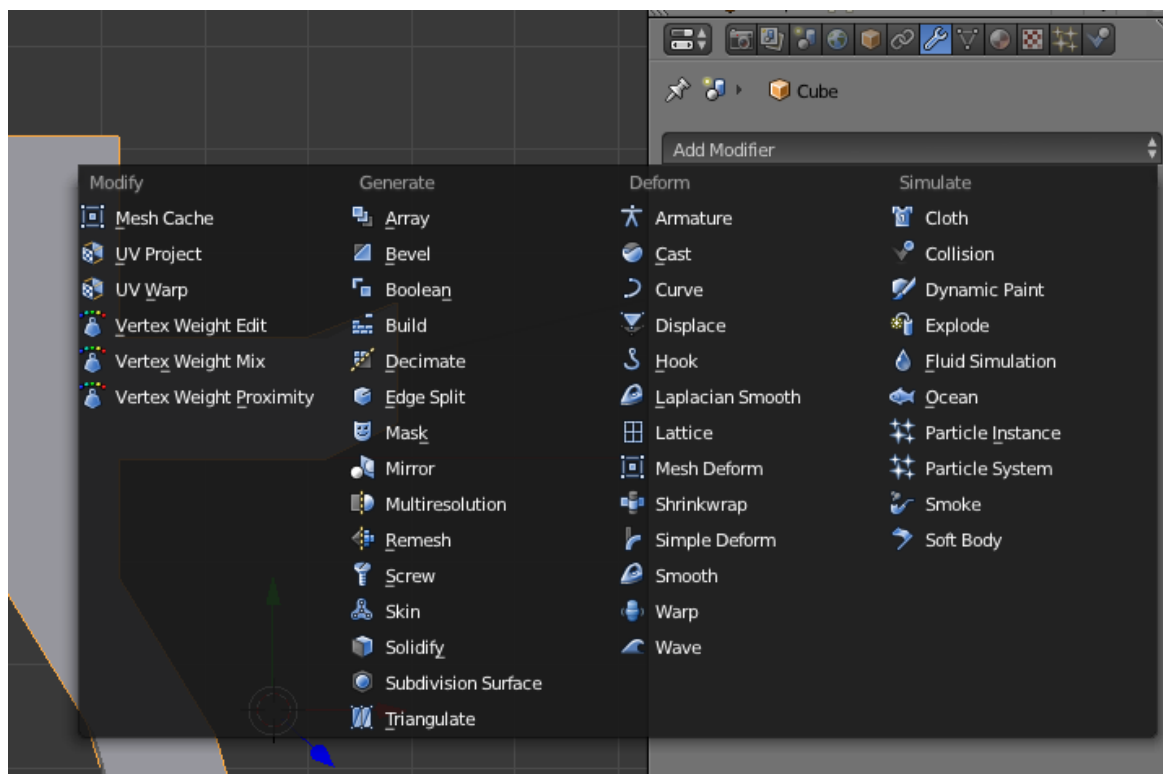 Cube
Add Modifier
Modify
Mesh Cache
UV Project
UV Warp
Vertex Weight Edit
Vertex Weight Mix
Vertex Weight Proximity
Generate
Array
Bevel
Boolean
Build
Decimate
Edge Split
Mask
Mirror
Multiresolution
Remesh
Screw
Skin
Solidify
Subdivision Surface
Triangulate
Deform
Armature
Cast
Curve
Displace
Hook
Laplacian Smooth
Lattice
Mesh Deform
Shrinkwrap
Simple Deform
Smooth
Warp
Wave
Simulate
Cloth
Collision
Dynamic Paint
Explode
Fluid Simulation
Ocean
Particle Instance
Particle System
Smoke
Soft Body